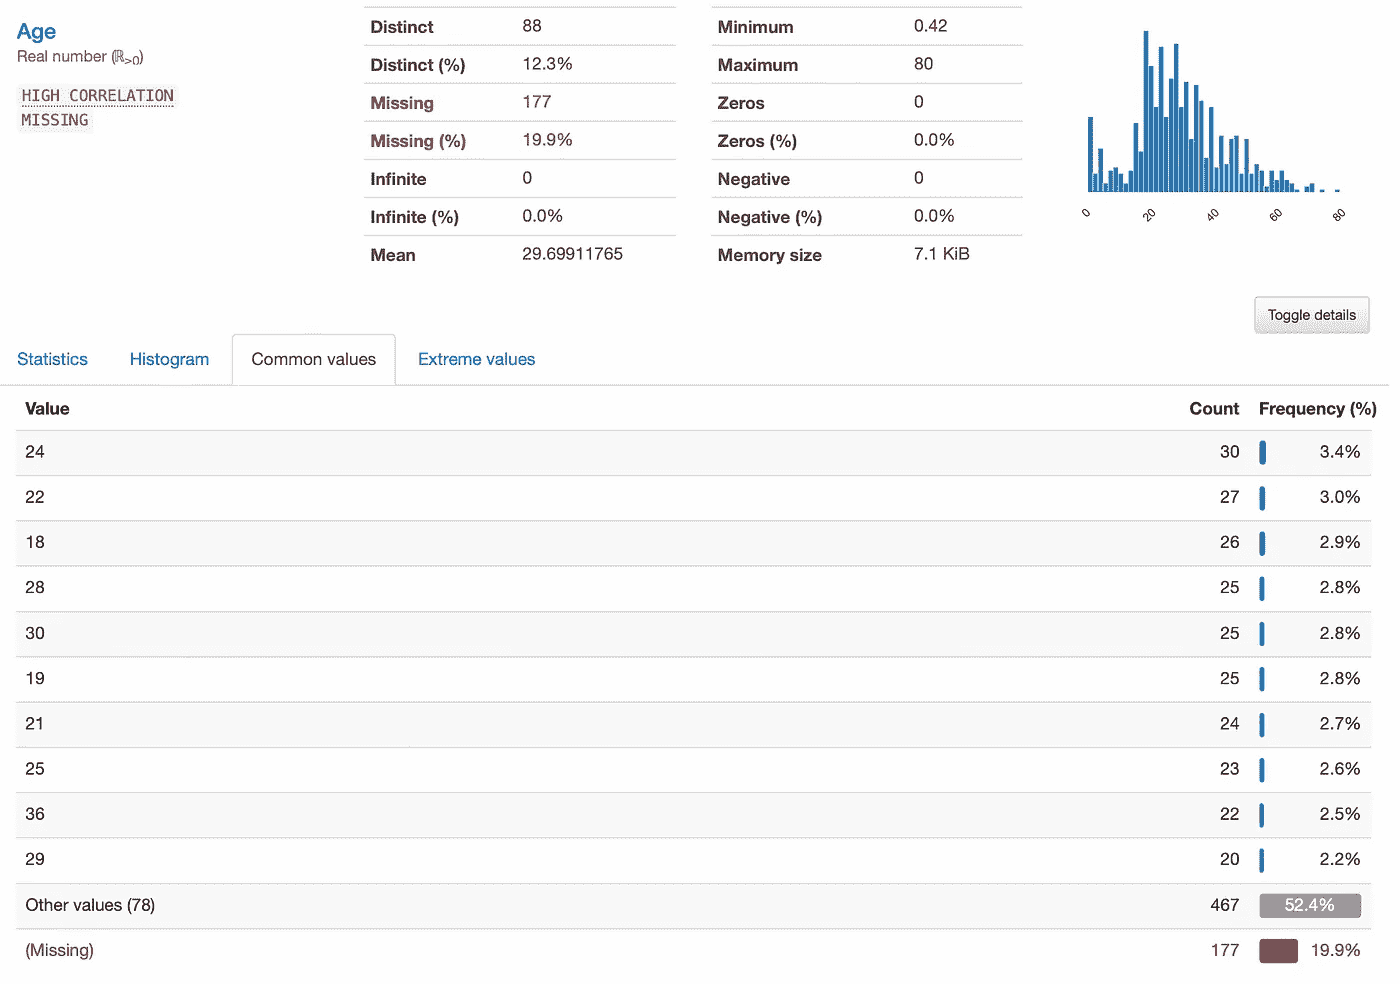 Age
Real number (ℝ>0)
HIGH CORRELATION
MISSING
Distinct 88
Distinct (%) 12.3%
Missing 177
Missing (%) 19.9%
Infinite 0
Infinite (%) 0.0%
Mean 29.69911765
Minimum 0.42
Maximum 80
Zeros 0
Zeros (%) 0.0%
Negative 0
Negative (%) 0.0%
Memory size 7.1 KiB
0 20 40 60 80
Toggle details
Statistics Histogram Common values Extreme values
Value Count Frequency (%)
24 30 3.4%
22 27 3.0%
18 26 2.9%
28 25 2.8%
30 25 2.8%
19 25 2.8%
21 24 2.7%
25 23 2.6%
36 22 2.5%
29 20 2.2%
Other values (78) 467 52.4%
(Missing) 177 19.9%